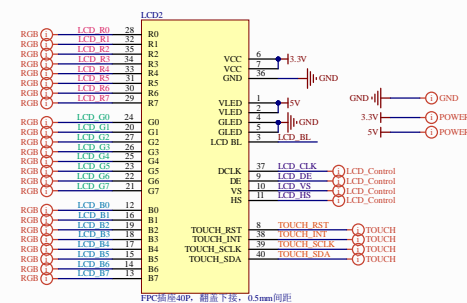 LCD2
RGB LCD_R0 28 R0
RGB LCD_R1 32 R1
RGB LCD_R2 35 R2
RGB LCD_R3 34 R3
RGB LCD_R4 33 R4
RGB LCD_R5 31 R5
RGB LCD_R6 30 R6
RGB LCD_R7 29 R7
RGB LCD_G0 24 G0
RGB LCD_G1 20 G1
RGB LCD_G2 27 G2
RGB LCD_G3 26 G3
RGB LCD_G4 25 G4
RGB LCD_G5 23 G5
RGB LCD_G6 22 G6
RGB LCD_G7 21 G7
RGB LCD_B0 12 B0
RGB LCD_B1 16 B1
RGB LCD_B2 19 B2
RGB LCD_B3 18 B3
RGB LCD_B4 17 B4
RGB LCD_B5 15 B5
RGB LCD_B6 14 B6
RGB LCD_B7 13 B7
VCC 6 3.3V
VCC 7
GND 36 GND
VLED 1 5V
VLED 2
GLED 4 GND
GLED 5
LCD BL 3 LCD_BL
DCLK 37 LCD_CLK LCD_Control
DE 9 LCD_DE
VS 10 LCD_VS LCD_Control
HS 11 LCD_HS
TOUCH_RST 8 TOUCH_RST TOUCH
TOUCH_INT 38 TOUCH_INT TOUCH
TOUCH_SCLK 39 TOUCH_SCLK TOUCH
TOUCH_SDA 40 TOUCH_SDA TOUCH
GND GND
3.3V POWER
5V POWER
FPC插座40P，翻盖下接，0.5mm间距